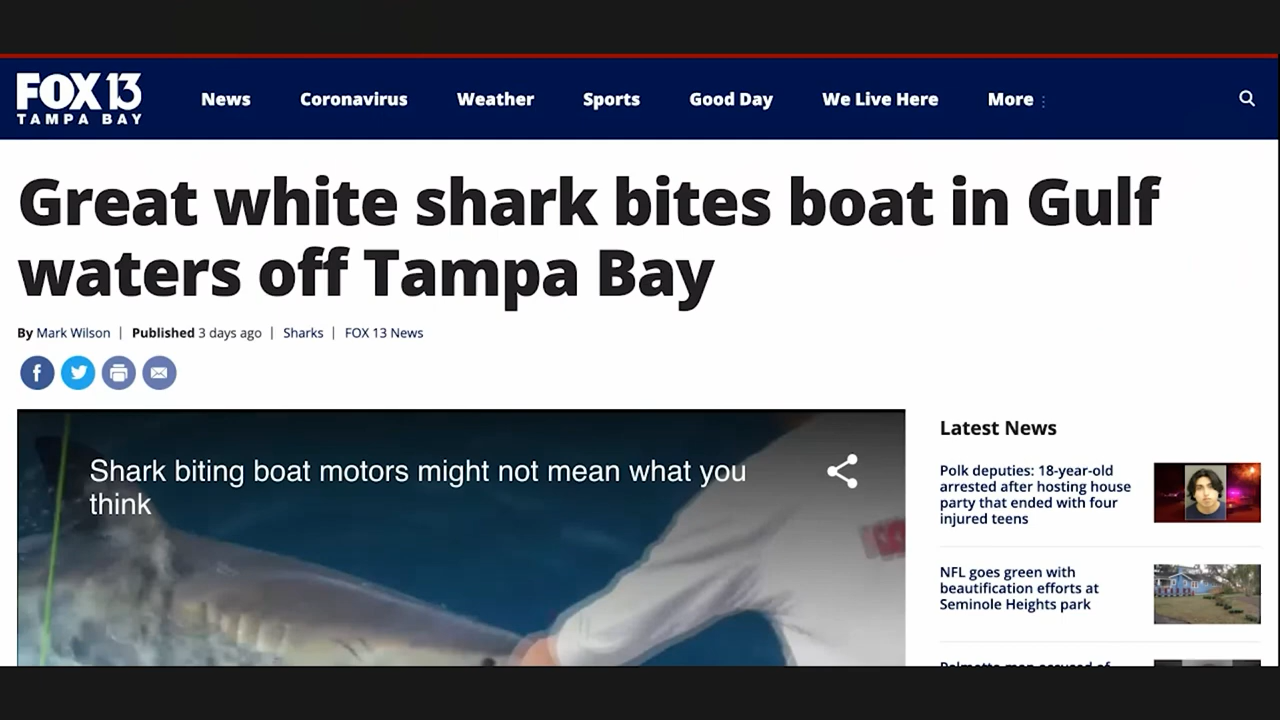 FOX 13
TAMPA BAY
News
Coronavirus
Weather
Sports
Good Day
We Live Here
More
Great white shark bites boat in Gulf
waters off Tampa Bay
By Mark Wilson | Published 3 days ago | Sharks | FOX 13 News
Shark biting boat motors might not mean what you
think
Latest News
Polk deputies: 18-year-old
arrested after hosting house
party that ended with four
injured teens
NFL goes green with
beautification efforts at
Seminole Heights park